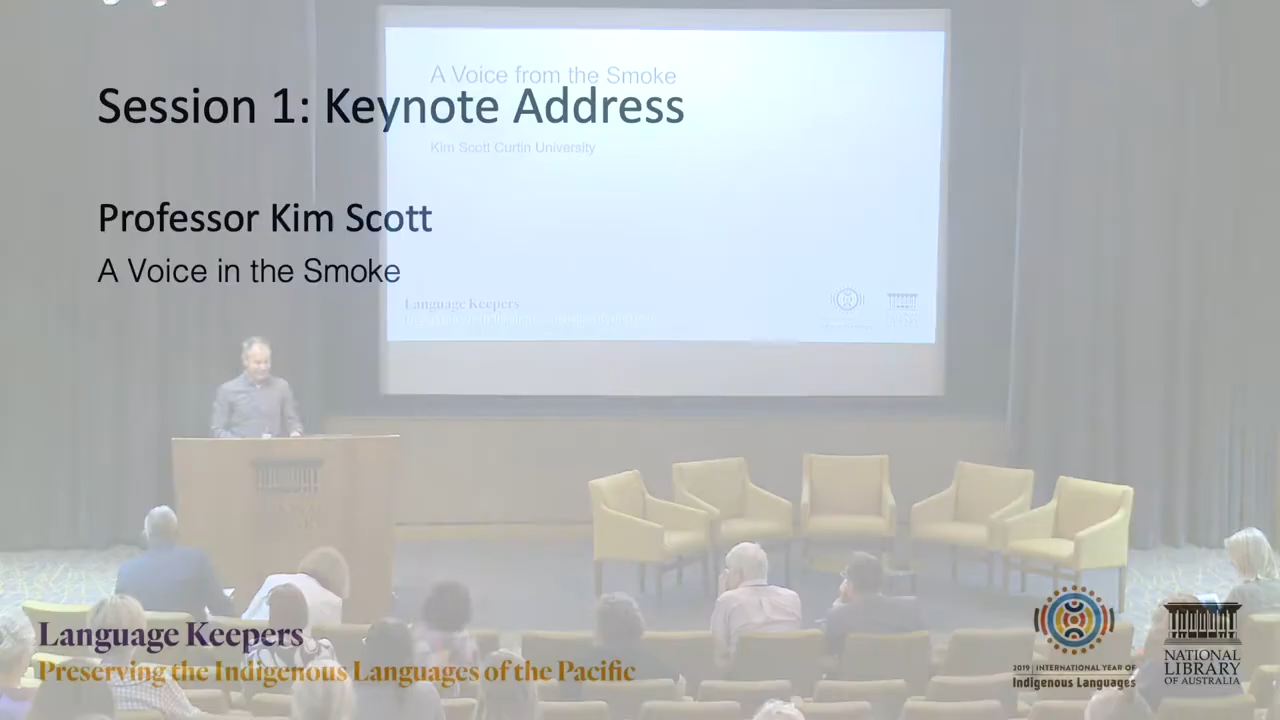 A Voice from the Smoke
Session 1: Keynote Address
Kim Scott Curtin University
Professor Kim Scott
A Voice in the Smoke
Language Keepers
Language Keepers
Preserving the Indigenous Languages of the Pacific
2019 | INTERNATIONAL YEAR OF
Indigenous Languages
NATIONAL
LIBRARY
OF AUSTRALIA